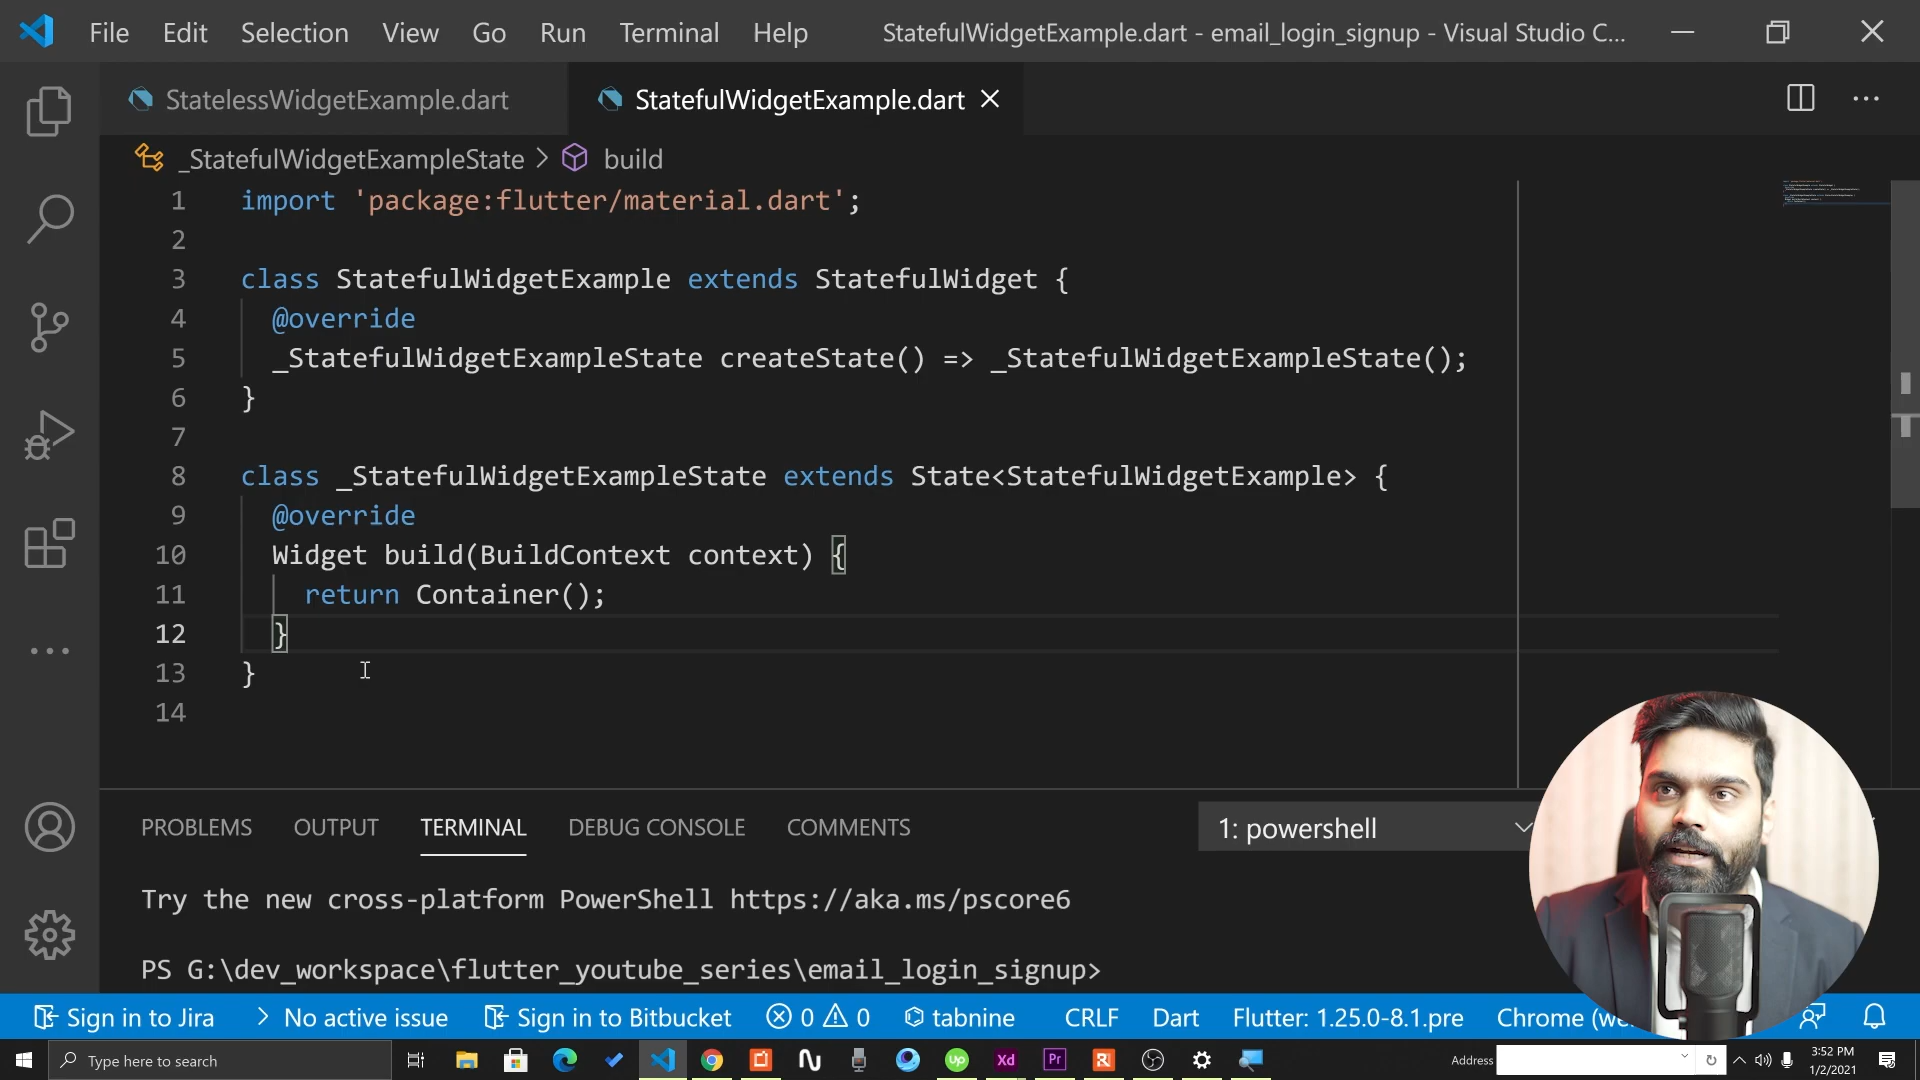 File Edit Selection View Go Run Terminal Help StatefulWidgetExample.dart - email_login_signup - Visual Studio C...
StatelessWidgetExample.dart StatefulWidgetExample.dart
_StatefulWidgetExampleState > build
1 import 'package:flutter/material.dart';
2
3 class StatefulWidgetExample extends StatefulWidget {
4 @override
5 _StatefulWidgetExampleState createState() => _StatefulWidgetExampleState();
6 }
7
8 class _StatefulWidgetExampleState extends State<StatefulWidgetExample> {
9 @override
10 Widget build(BuildContext context) {
11 return Container();
12 }
13 }
14
PROBLEMS OUTPUT TERMINAL DEBUG CONSOLE COMMENTS 1: powershell
Try the new cross-platform PowerShell https://aka.ms/pscore6
PS G:\dev_workspace\flutter_youtube_series\email_login_signup>
Sign in to Jira No active issue Sign in to Bitbucket 0 0 tabnine CRLF Dart Flutter: 1.25.0-8.1.pre Chrome
Type here to search Up Xd Pr Address 3:52 PM
1/2/2021